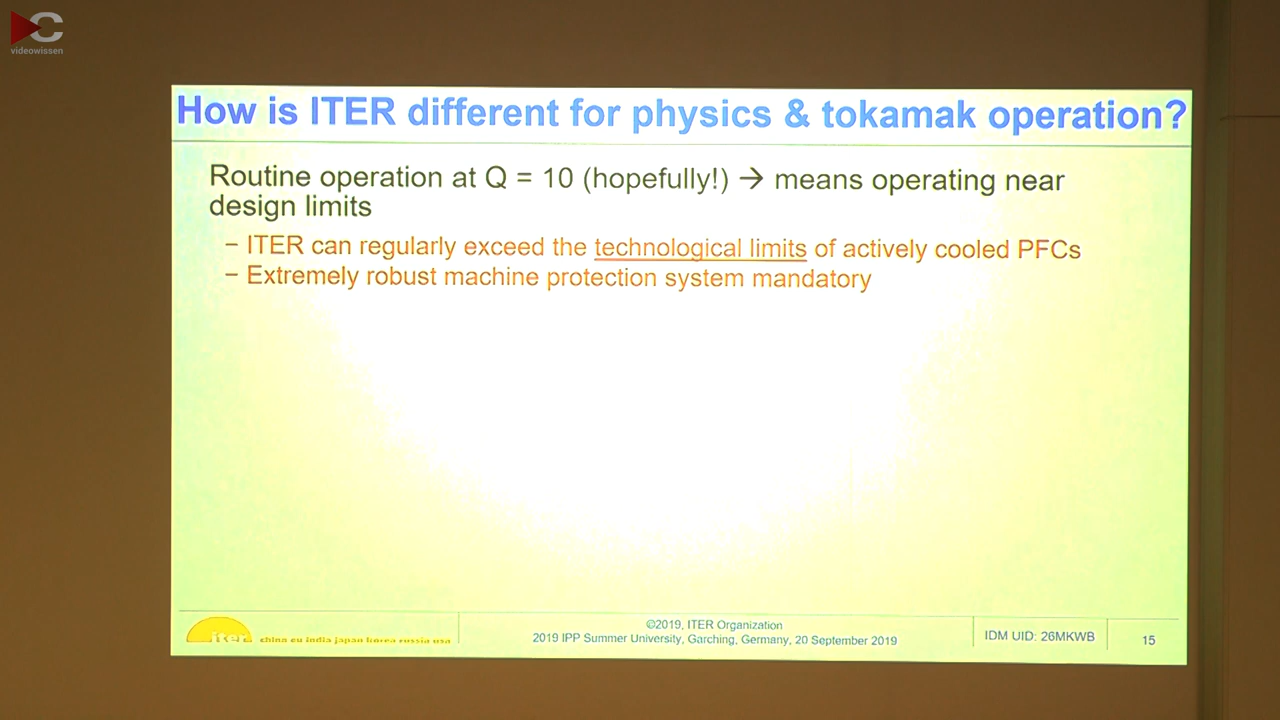 videowissen
How is ITER different for physics & tokamak operation?
Routine operation at Q = 10 (hopefully!) → means operating near
design limits
– ITER can regularly exceed the technological limits of actively cooled PFCs
– Extremely robust machine protection system mandatory
iter
china eu india japan korea russia usa
©2019, ITER Organization
2019 IPP Summer University, Garching, Germany, 20 September 2019
IDM UID: 26MKWB
15